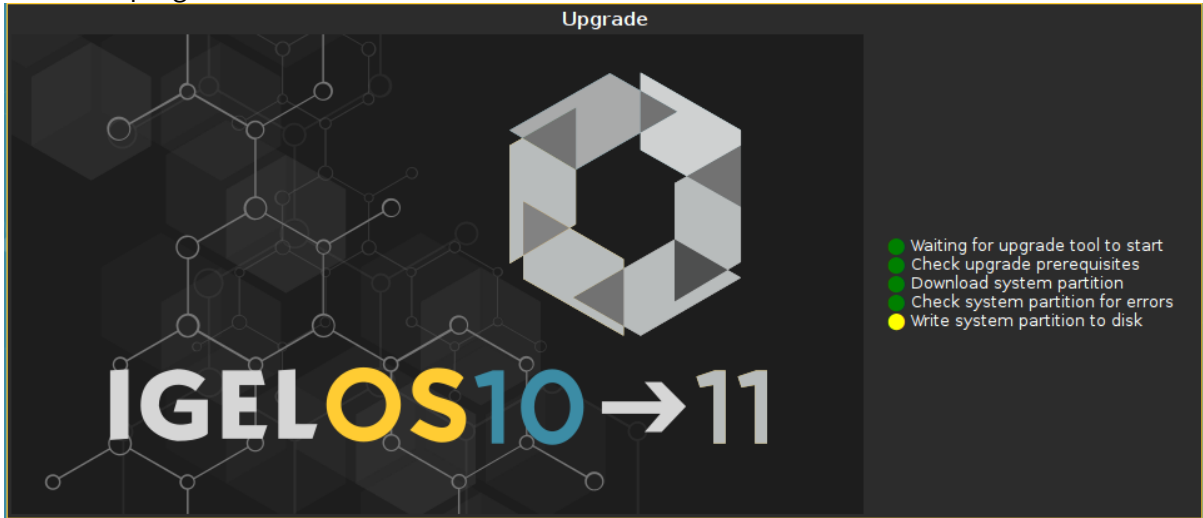 Upgrade
Waiting for upgrade tool to start
Check upgrade prerequisites
Download system partition
Check system partition for errors
Write system partition to disk
IGELOS10→11